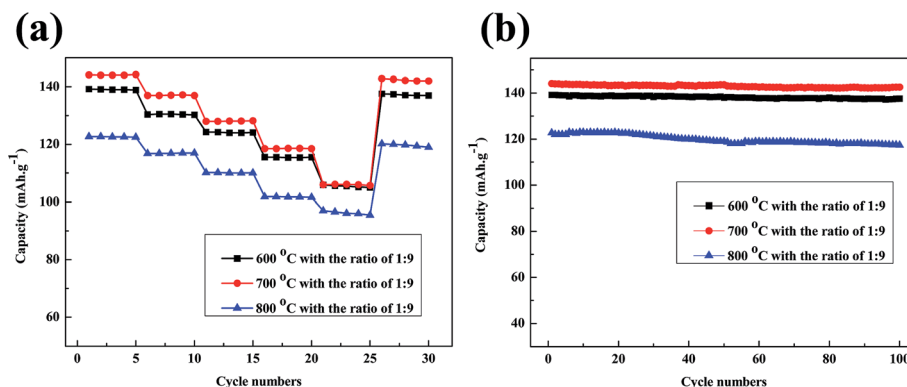 (a)
Capacity (mAh.g-1)
140
120
100
80
60
600 °C with the ratio of 1:9
700 °C with the ratio of 1:9
800 °C with the ratio of 1:9
0 5 10 15 20 25 30
Cycle numbers
(b)
Capacity (mAh.g-1)
160
140
120
100
80
60
40
600 °C with the ratio of 1:9
700 °C with the ratio of 1:9
800 °C with the ratio of 1:9
0 20 40 60 80 100
Cycle numbers